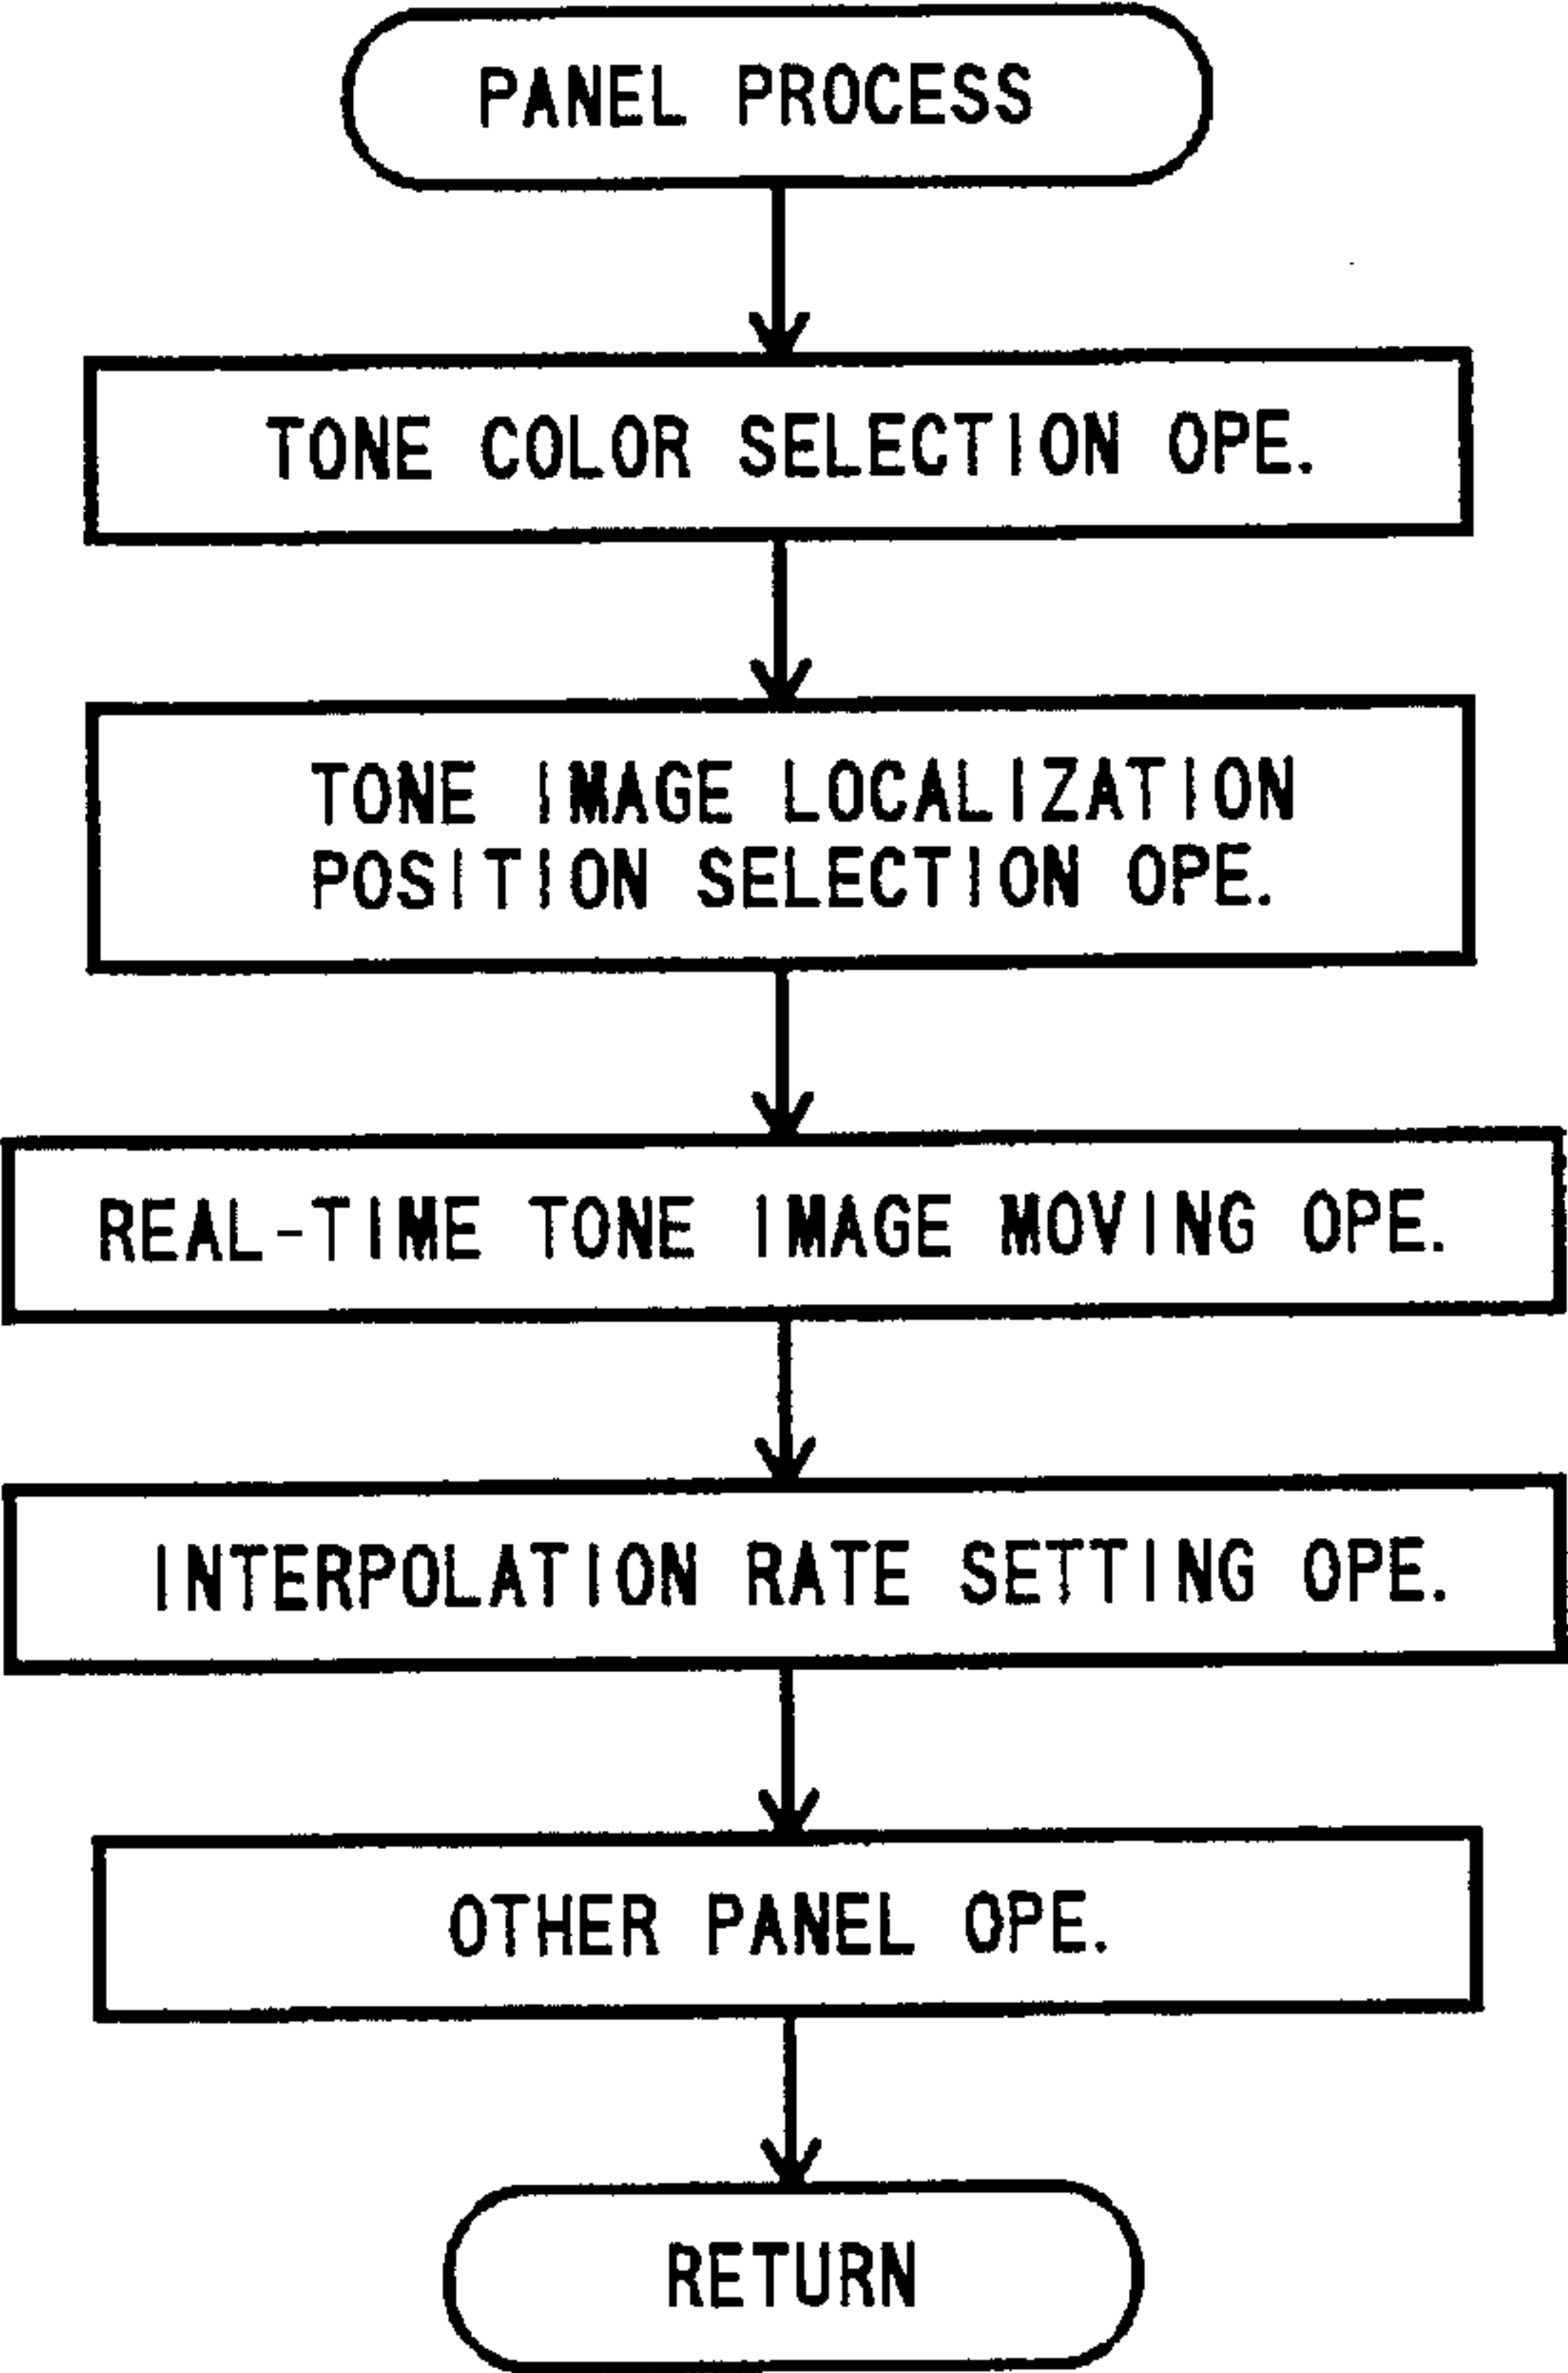 PANEL PROCESS
TONE COLOR SELECTION OPE.
TONE IMAGE LOCALIZATION
POSITION SELECTION OPE.
REAL-TIME TONE IMAGE MOVING OPE.
INTERPOLATION RATE SETTING OPE.
OTHER PANEL OPE.
RETURN